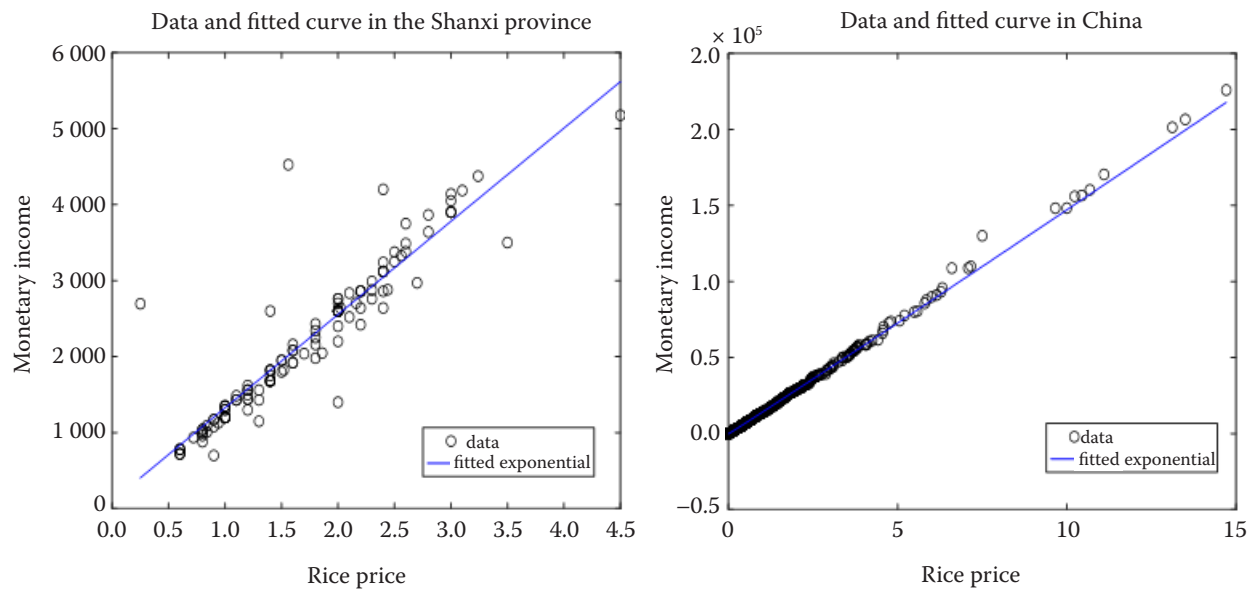 Data and fitted curve in the Shanxi province
6 000
5 000
4 000
3 000
2 000
1 000
0
Monetary income
0.0 0.5 1.0 1.5 2.0 2.5 3.0 3.5 4.0 4.5
Rice price
data
fitted exponential
Data and fitted curve in China
× 10⁵
2.0
2.0
1.5
1.0
0.5
0.0
−0.5
Monetary income
0 5 10 15
Rice price
data
fitted exponential